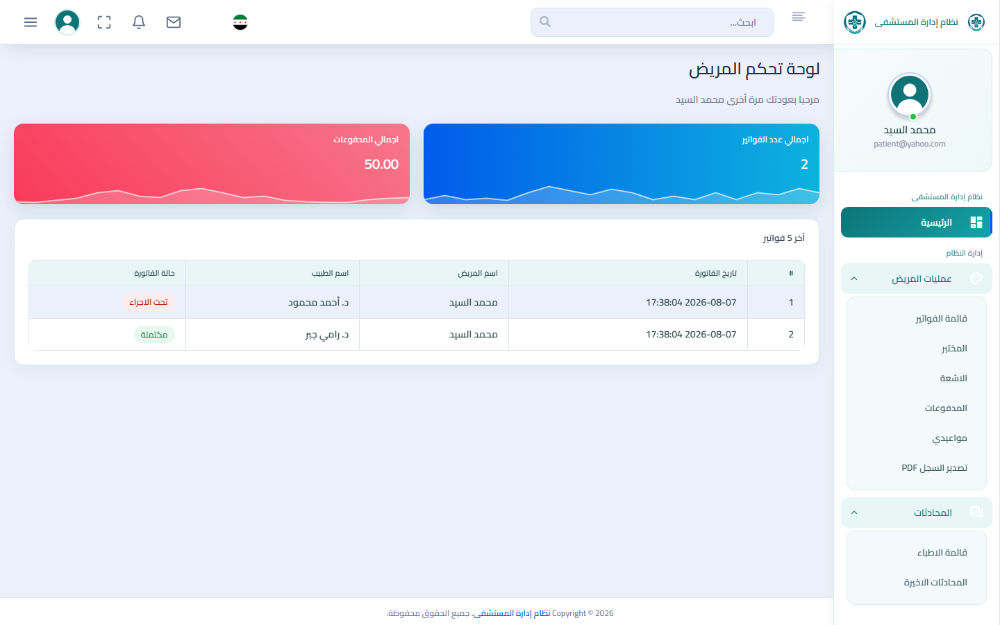 نظام إدارة المستشفى
ابحث...
محمد السيد
patient@yahoo.com
نظام إدارة المستشفى
الرئيسية
إدارة النظام
عمليات المريض
قائمة الفواتير
المختبر
الاشعة
المدفوعات
مواعيدي
تصدير السجل PDF
المحادثات
قائمة الاطباء
المحادثات الاخيرة
لوحة تحكم المريض
مرحبا بعودتك مرة أخرى محمد السيد
اجمالي عدد الفواتير
2
اجمالي المدفوعات
50.00
آخر 5 فواتير
# تاريخ الفاتورة اسم المريض اسم الطبيب حالة الفاتورة
1 2026-08-07 17:38:04 محمد السيد د. أحمد محمود تحت الاجراء
2 2026-08-07 17:38:04 محمد السيد د. رامي جبر مكتملة
Copyright © 2026 نظام إدارة المستشفى. جميع الحقوق محفوظة.